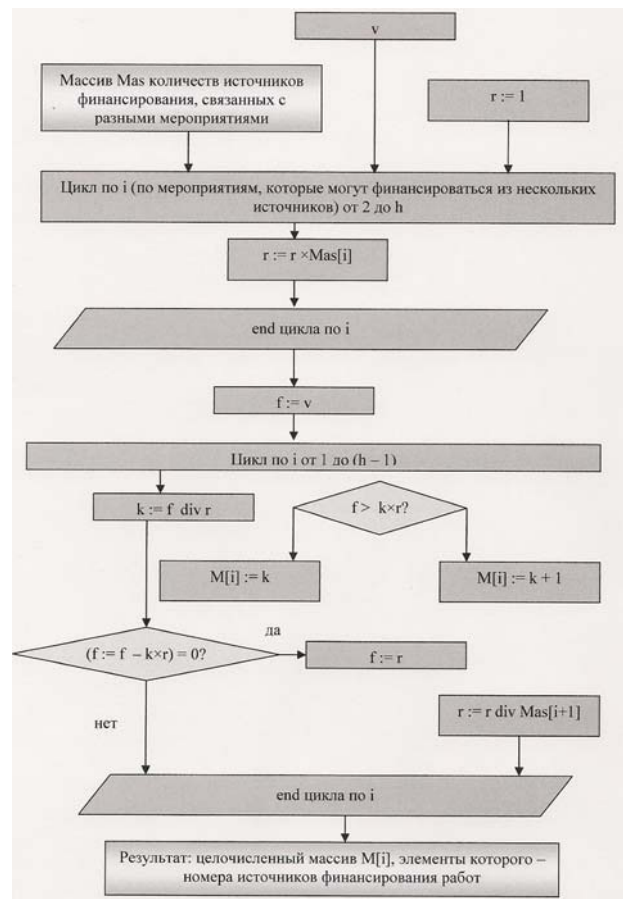 v
Массив Mas количеств источников
финансирования, связанных с
разными мероприятиями
r := 1
Цикл по i (по мероприятиям, которые могут финансироваться из нескольких
источников) от 2 до h
r := r ×Mas[i]
end цикла по i
f := v
Цикл по i от 1 до (h – 1)
k := f div r
f > k×r?
M[i] := k
M[i] := k + 1
да
(f := f – k×r) = 0?
f := r
нет
r := r div Mas[i+1]
end цикла по i
Результат: целочисленный массив M[i], элементы которого –
номера источников финансирования работ